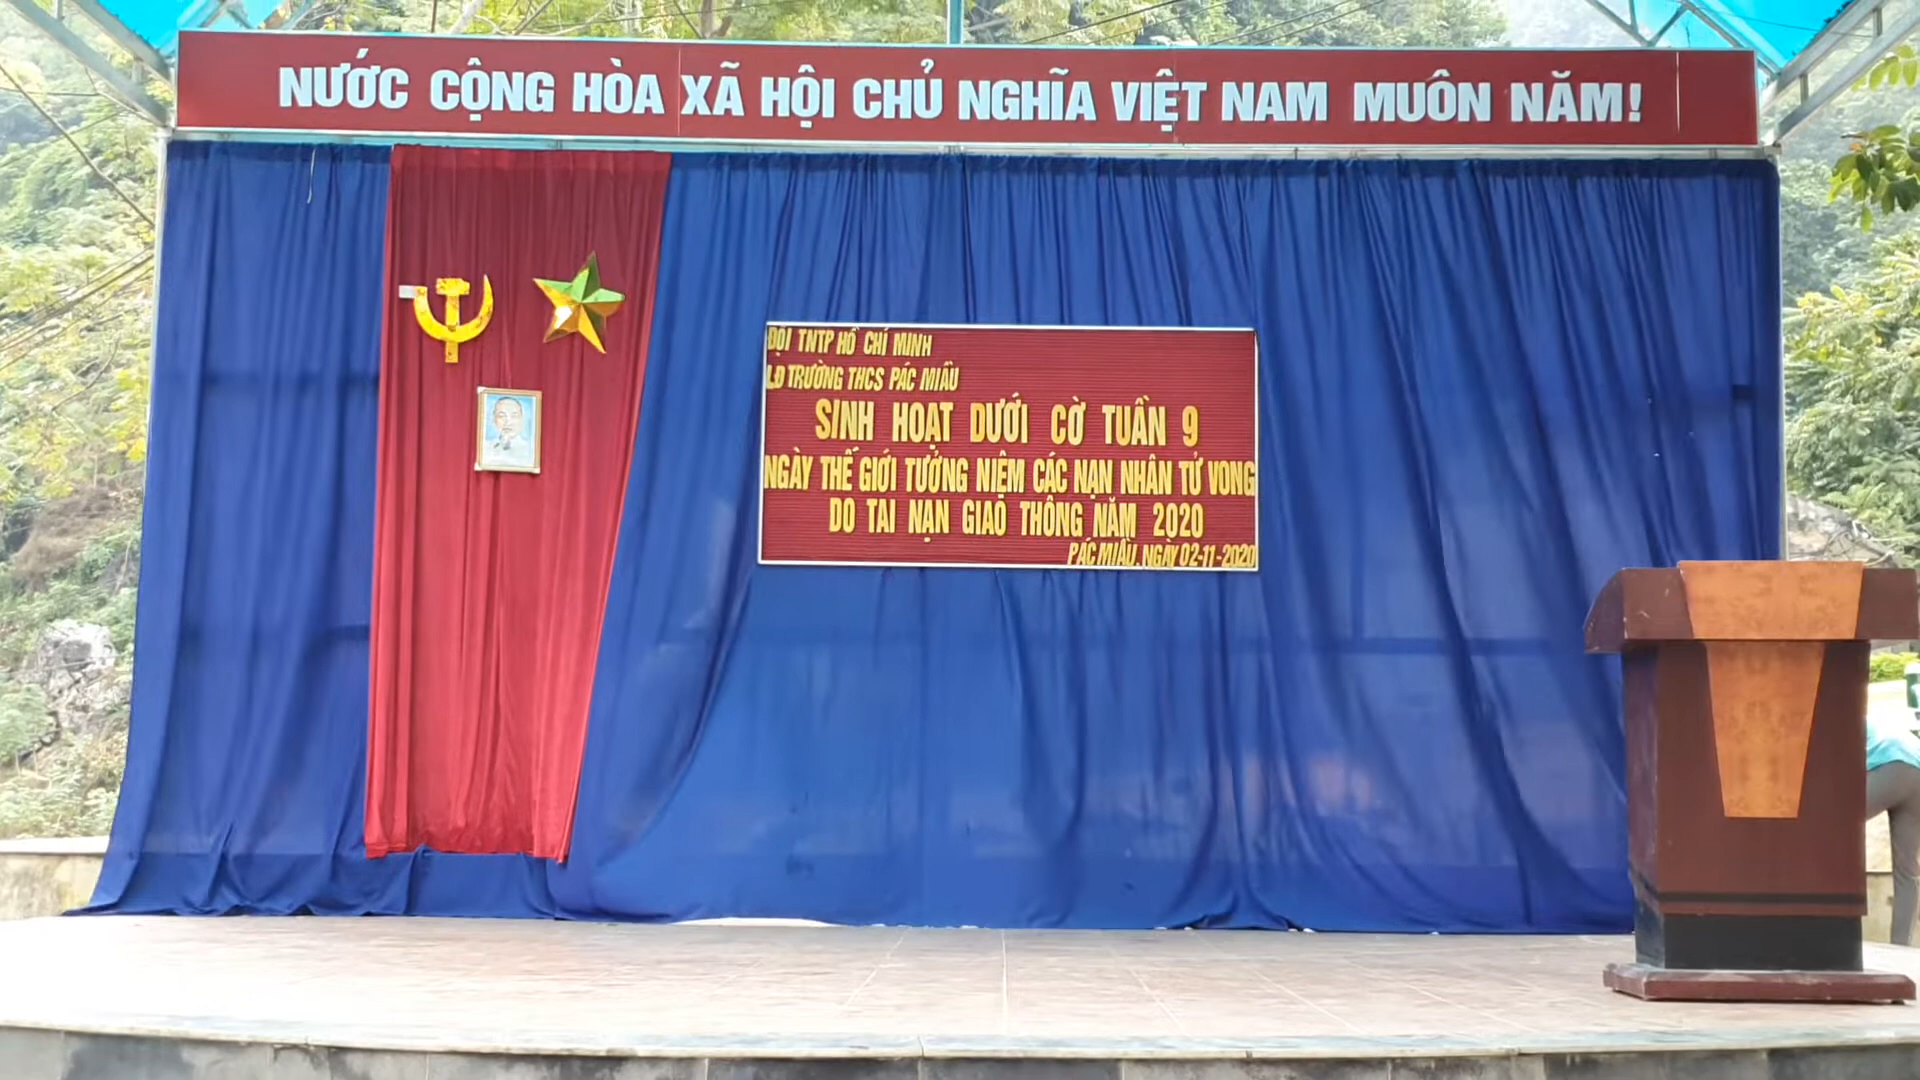 NƯỚC CỘNG HÒA XÃ HỘI CHỦ NGHĨA VIỆT NAM MUÔN NĂM!
ĐỘI TNTP HỒ CHÍ MINH
LĐ TRƯỜNG THCS PÁC MIẦU
SINH HOẠT DƯỚI CỜ TUẦN 9
NGÀY THẾ GIỚI TƯỞNG NIỆM CÁC NẠN NHÂN TỬ VONG
DO TAI NẠN GIAO THÔNG NĂM 2020
PÁC MIẦU, NGÀY 02-11-2020